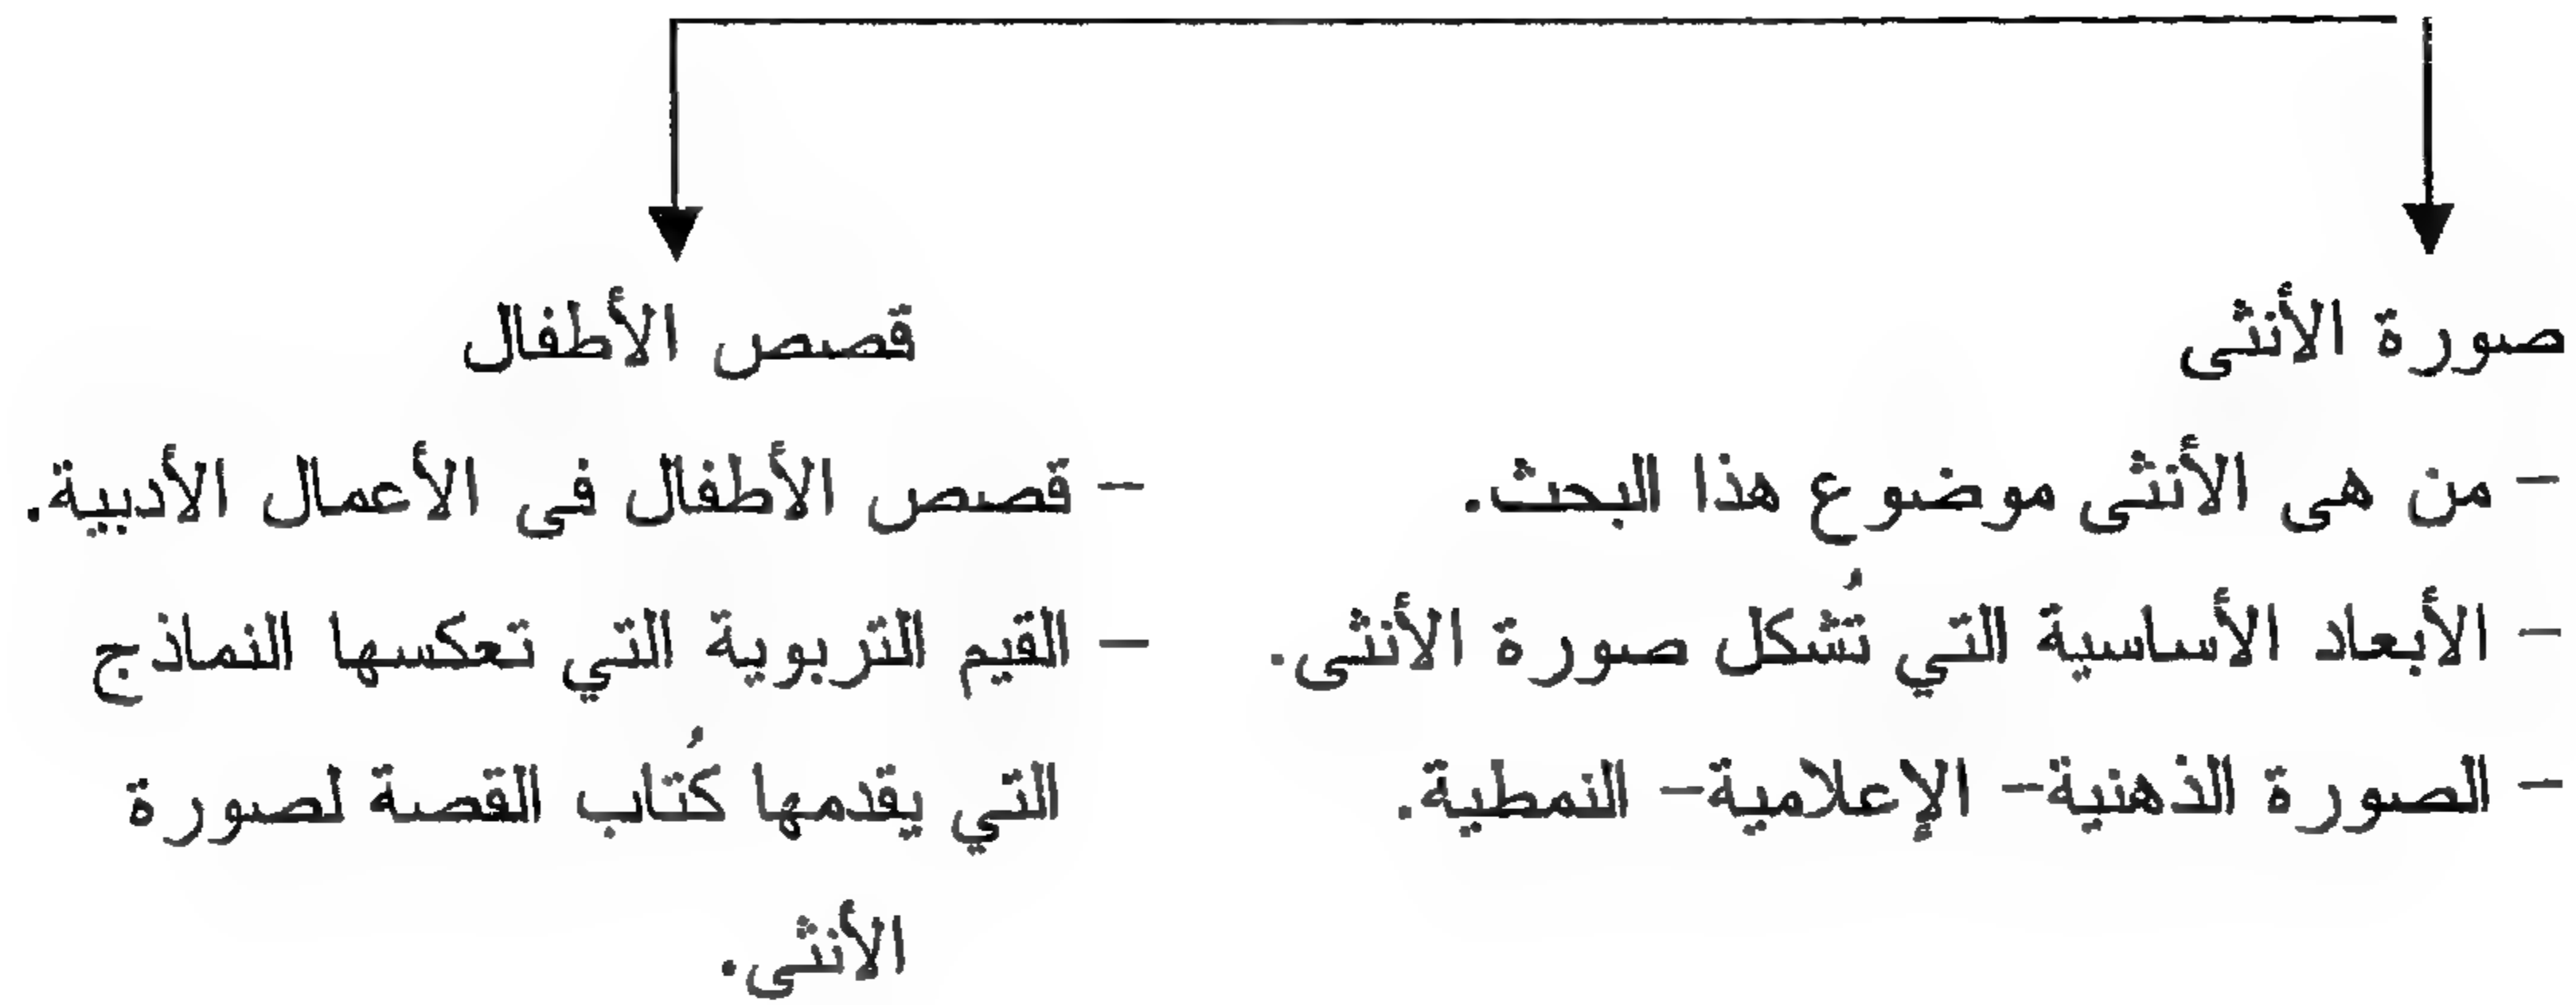 صورة الأنثى
- من هى الأنثى موضوع هذا البحث.
- الأبعاد الأساسية التي تُشكل صورة الأنثى.
- الصورة الذهنية- الإعلامية- النمطية.
قصص الأطفال
- قصص الأطفال فى الأعمال الأدبية.
- القيم التربوية التي تعكسها النماذج
التي يقدمها كُتاب القصة لصورة
الأنثى.